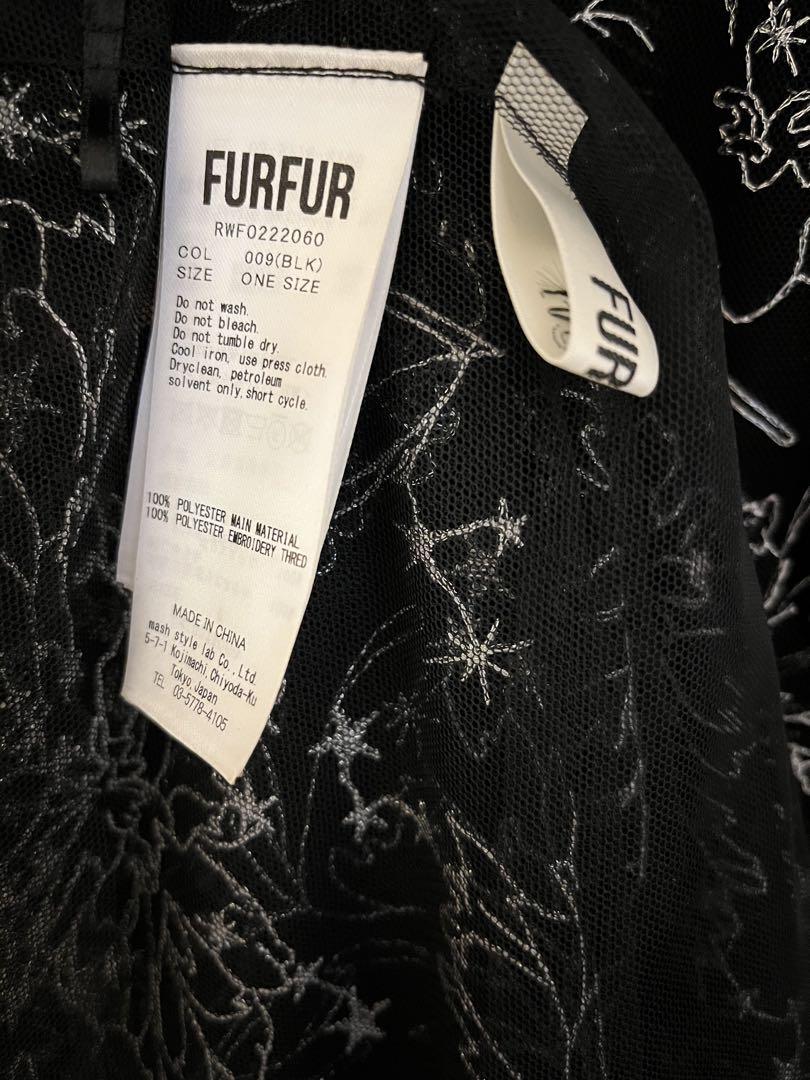 FURFUR
RWF0222060
COL 009(BLK)
SIZE ONE SIZE
Do not wash.
Do not bleach.
Do not tumble dry.
Cool iron, use press cloth.
Dryclean, petroleum
solvent only,short cycle.
100% POLYESTER MAIN MATERIAL
100% POLYESTER EMBROIDERY THRED
MADE IN CHINA
mash style lab Co., Ltd.
5-7-1 Kojimachi,Chiyoda-Ku
Tokyo,Japan
TEL 03-5778-4105
FUR